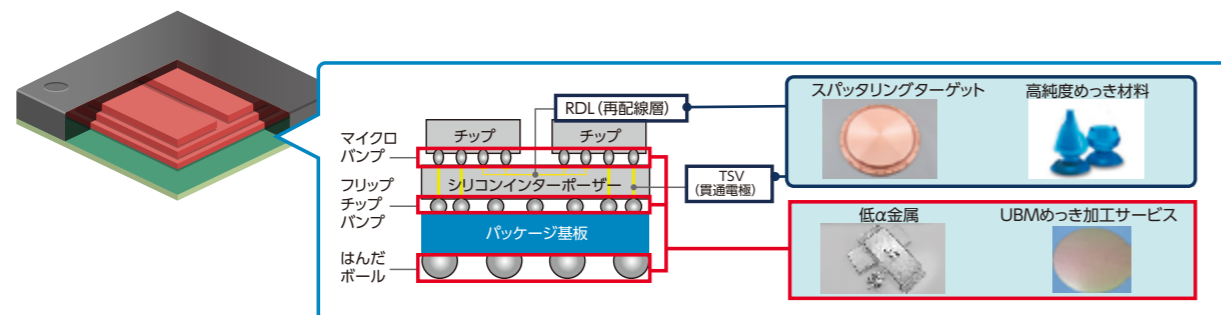 RDL(再配線層)
スパッタリングターゲット
高純度めっき材料
マイクロ
バンプ
チップ
チップ
フリップ
チップ
バンプ
シリコンインターポーザー
TSV
(貫通電極)
パッケージ基板
はんだ
ボール
低α金属
UBMめっき加工サービス